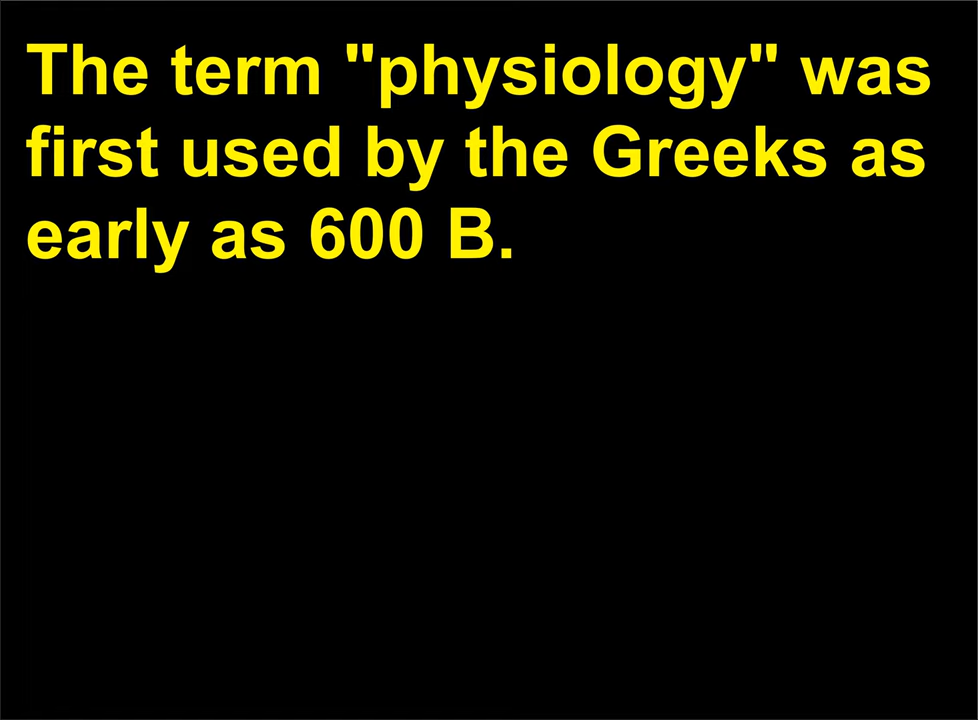 The term "physiology" was
first used by the Greeks as
early as 600 B.